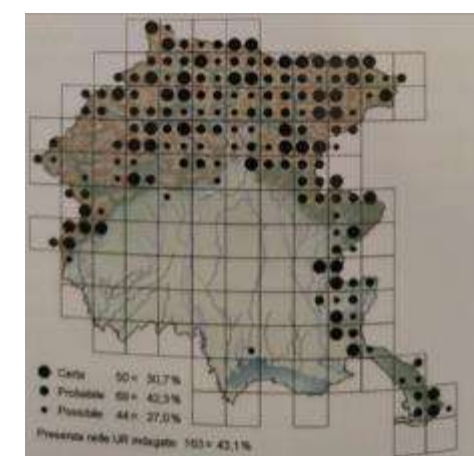 Certa 50 = 30,7%
Probabile 69 = 42,3%
Possibile 44 = 27,0%
Presenza nelle UR indagate: 163 = 43,1%